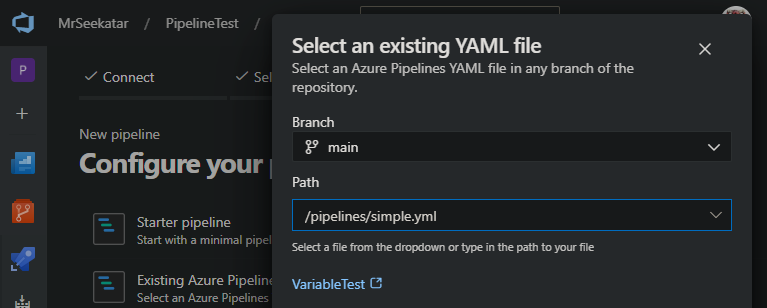 MrSeekatar / PipelineTest /
P
Connect
Sel
New pipeline
Configure your p
Starter pipeline
Start with a minimal pipel
Existing Azure Pipeline
Select an Azure Pipelines
Select an existing YAML file
Select an Azure Pipelines YAML file in any branch of the
repository.
Branch
main
Path
/pipelines/simple.yml
Select a file from the dropdown or type in the path to your file
VariableTest